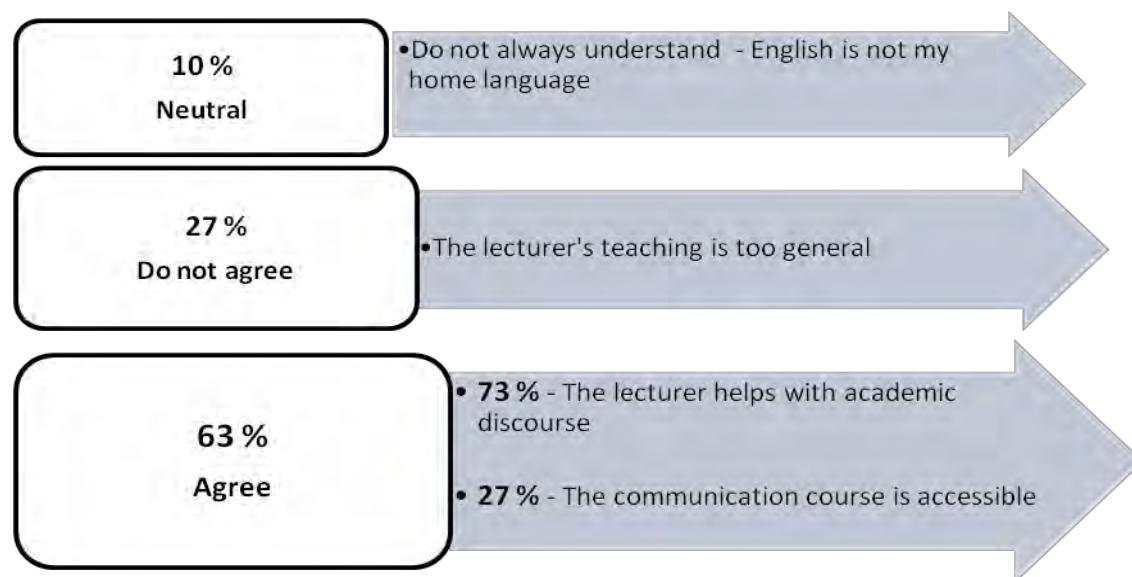 10 %
Neutral
•Do not always understand - English is not my
home language
27 %
Do not agree
•The lecturer's teaching is too general
63 %
Agree
• 73 % - The lecturer helps with academic
discourse
• 27 % - The communication course is accessible